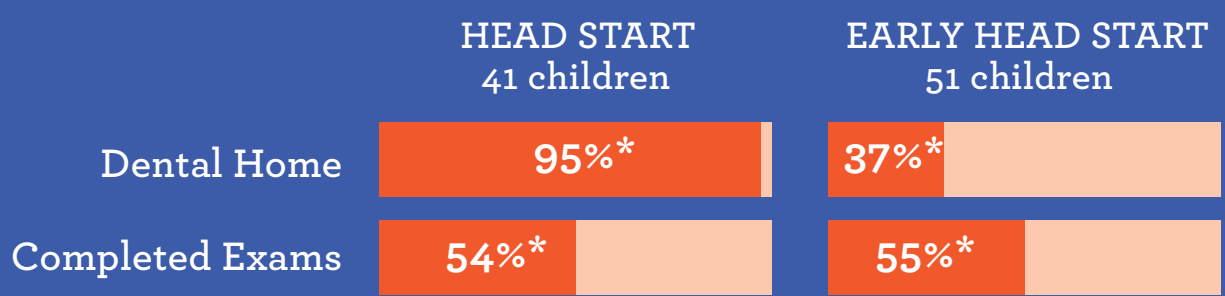 HEAD START
41 children
EARLY HEAD START
51 children
Dental Home
95%*
37%*
Completed Exams
54%*
55%*